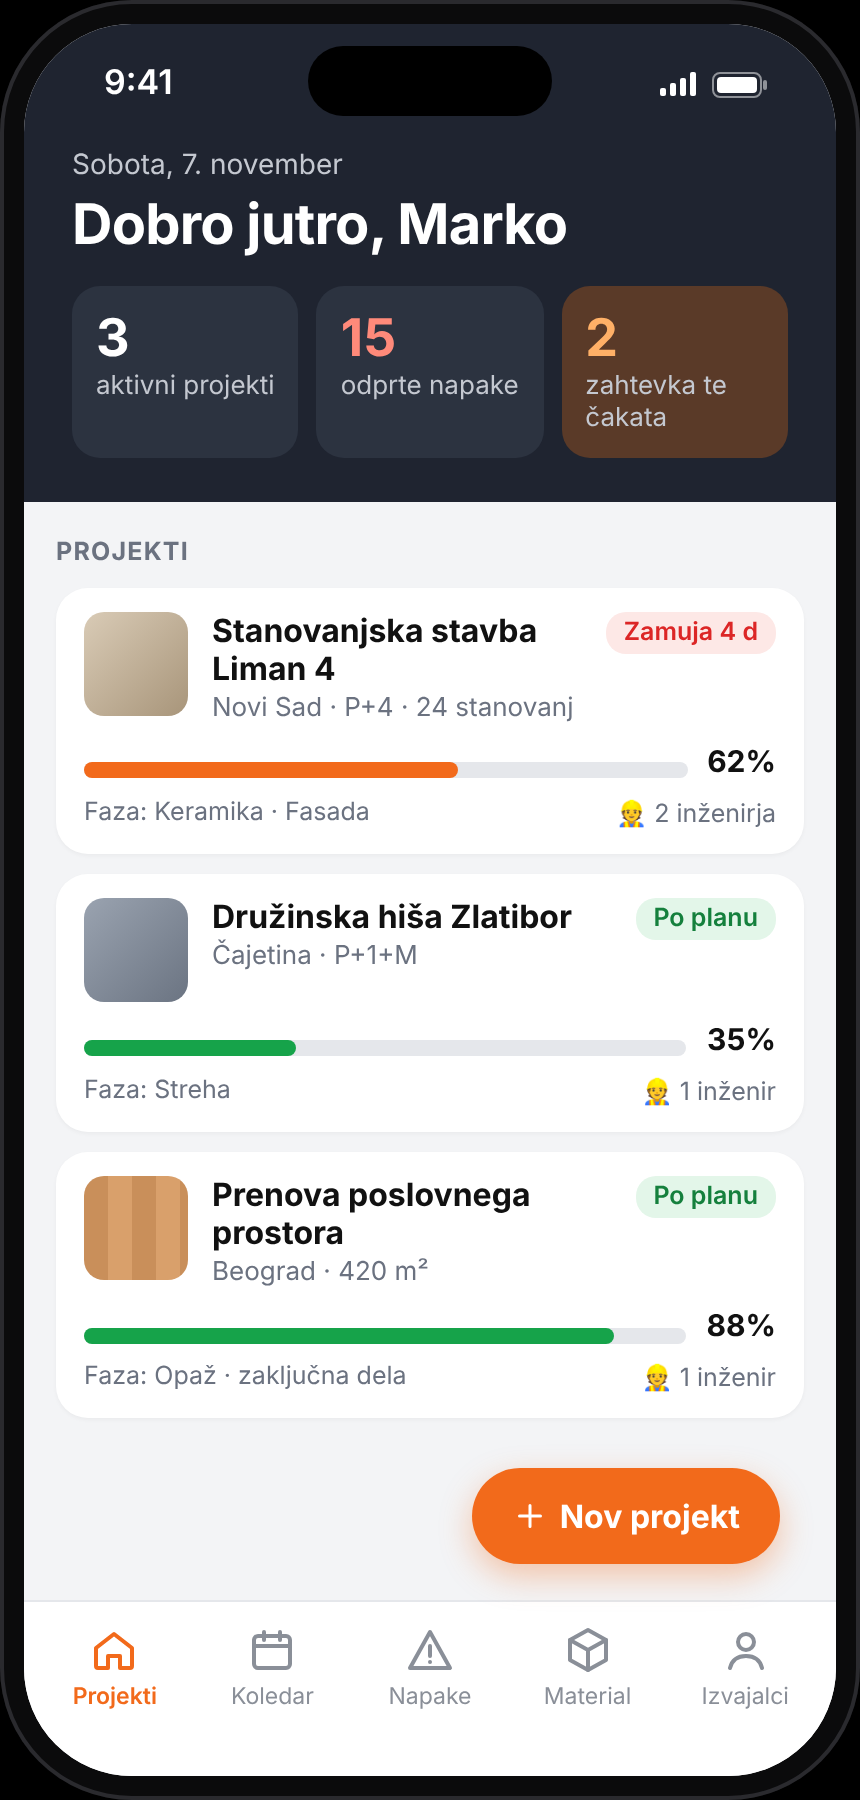 9:41
Sobota, 7. november
Dobro jutro, Marko
3
aktivni projekti
15
odprte napake
2
zahtevka te
čakata
PROJEKTI
Stanovanjska stavba
Liman 4
Zamuja 4 d
Novi Sad · P+4 · 24 stanovanj
62%
Faza: Keramika · Fasada
👷 2 inženirja
Družinska hiša Zlatibor
Po planu
Čajetina · P+1+M
35%
Faza: Streha
👷 1 inženir
Prenova poslovnega
prostora
Po planu
Beograd · 420 m²
88%
Faza: Opaž · zaključna dela
👷 1 inženir
+ Nov projekt
Projekti
Koledar
Napake
Material
Izvajalci